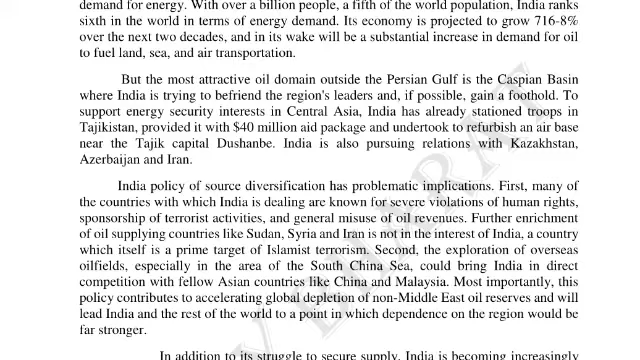 demand for energy. With over a billion people, a fifth of the world population, India ranks
sixth in the world in terms of energy demand. Its economy is projected to grow 716-8%
over the next two decades, and in its wake will be a substantial increase in demand for oil
to fuel land, sea, and air transportation.
But the most attractive oil domain outside the Persian Gulf is the Caspian Basin
where India is trying to befriend the region's leaders and, if possible, gain a foothold. To
support energy security interests in Central Asia, India has already stationed troops in
Tajikistan, provided it with $40 million aid package and undertook to refurbish an air base
near the Tajik capital Dushanbe. India is also pursuing relations with Kazakhstan,
Azerbaijan and Iran.
India policy of source diversification has problematic implications. First, many of
the countries with which India is dealing are known for severe violations of human rights,
sponsorship of terrorist activities, and general misuse of oil revenues. Further enrichment
of oil supplying countries like Sudan, Syria and Iran is not in the interest of India, a country
which itself is a prime target of Islamist terrorism. Second, the exploration of overseas
oilfields, especially in the area of the South China Sea, could bring India in direct
competition with fellow Asian countries like China and Malaysia. Most importantly, this
policy contributes to accelerating global depletion of non-Middle East oil reserves and will
lead India and the rest of the world to a point in which dependence on the region would be
far stronger.
In addition to its struggle to secure supply, India is becoming increasingly